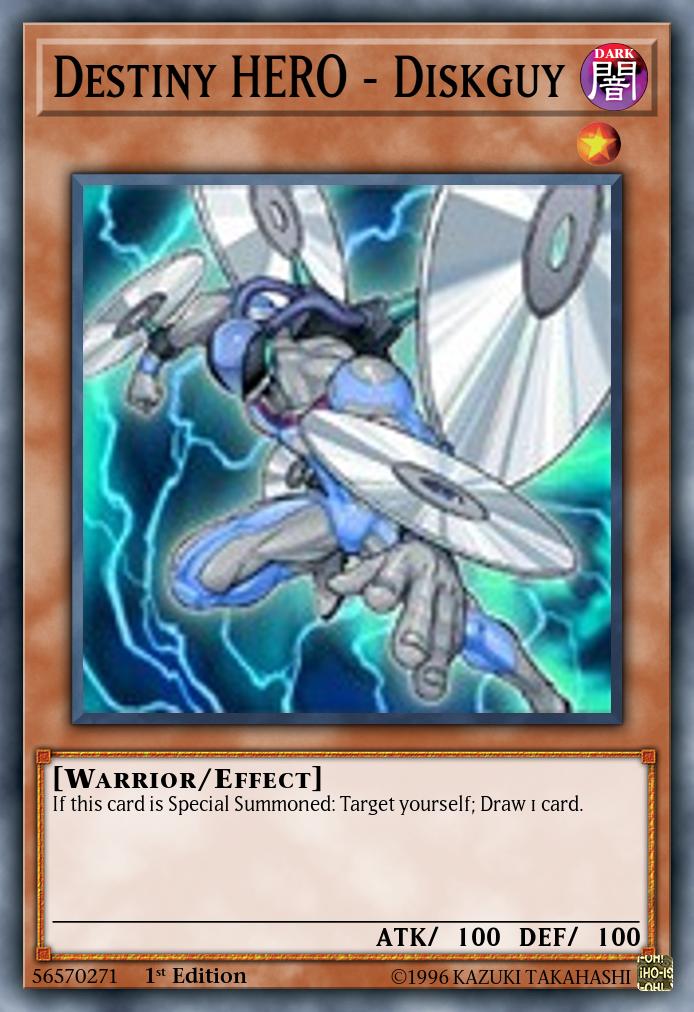 Destiny HERO - Diskguy
DARK
闇
[Warrior/Effect]
If this card is Special Summoned: Target yourself; Draw 1 card.
ATK/ 100 DEF/ 100
56570271 1st Edition ©1996 KAZUKI TAKAHASHI